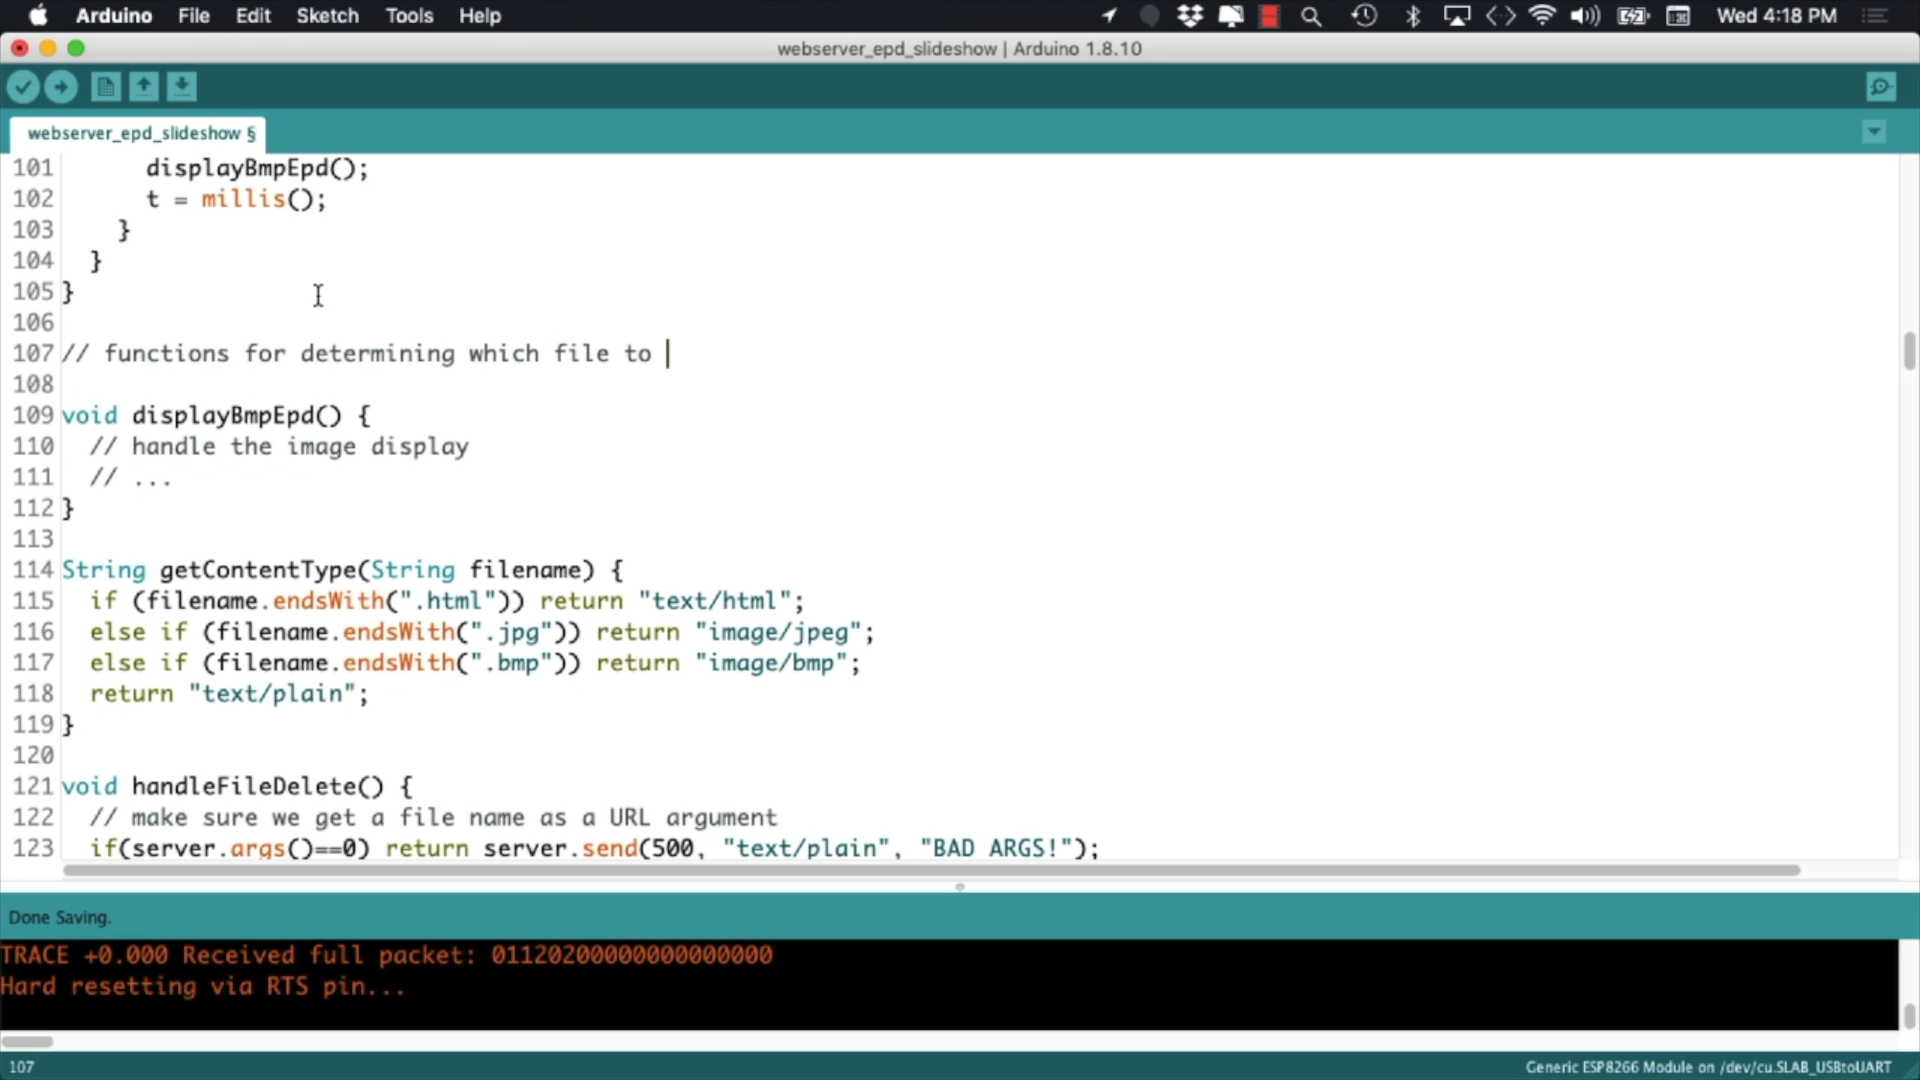 Arduino File Edit Sketch Tools Help Wed 4:18 PM
webserver_epd_slideshow | Arduino 1.8.10
webserver_epd_slideshow §
101       displayBmpEpd();
102       t = millis();
103     }
104   }
105 }
106
107 // functions for determining which file to
108
109 void displayBmpEpd() {
110   // handle the image display
111   // ...
112 }
113
114 String getContentType(String filename) {
115   if (filename.endsWith(".html")) return "text/html";
116   else if (filename.endsWith(".jpg")) return "image/jpeg";
117   else if (filename.endsWith(".bmp")) return "image/bmp";
118   return "text/plain";
119 }
120
121 void handleFileDelete() {
122   // make sure we get a file name as a URL argument
123   if(server.args()==0) return server.send(500, "text/plain", "BAD ARGS!");
Done Saving.
TRACE +0.000 Received full packet: 01120200000000000000
Hard resetting via RTS pin...
107 Generic ESP8266 Module on /dev/cu.SLAB_USBtoUART